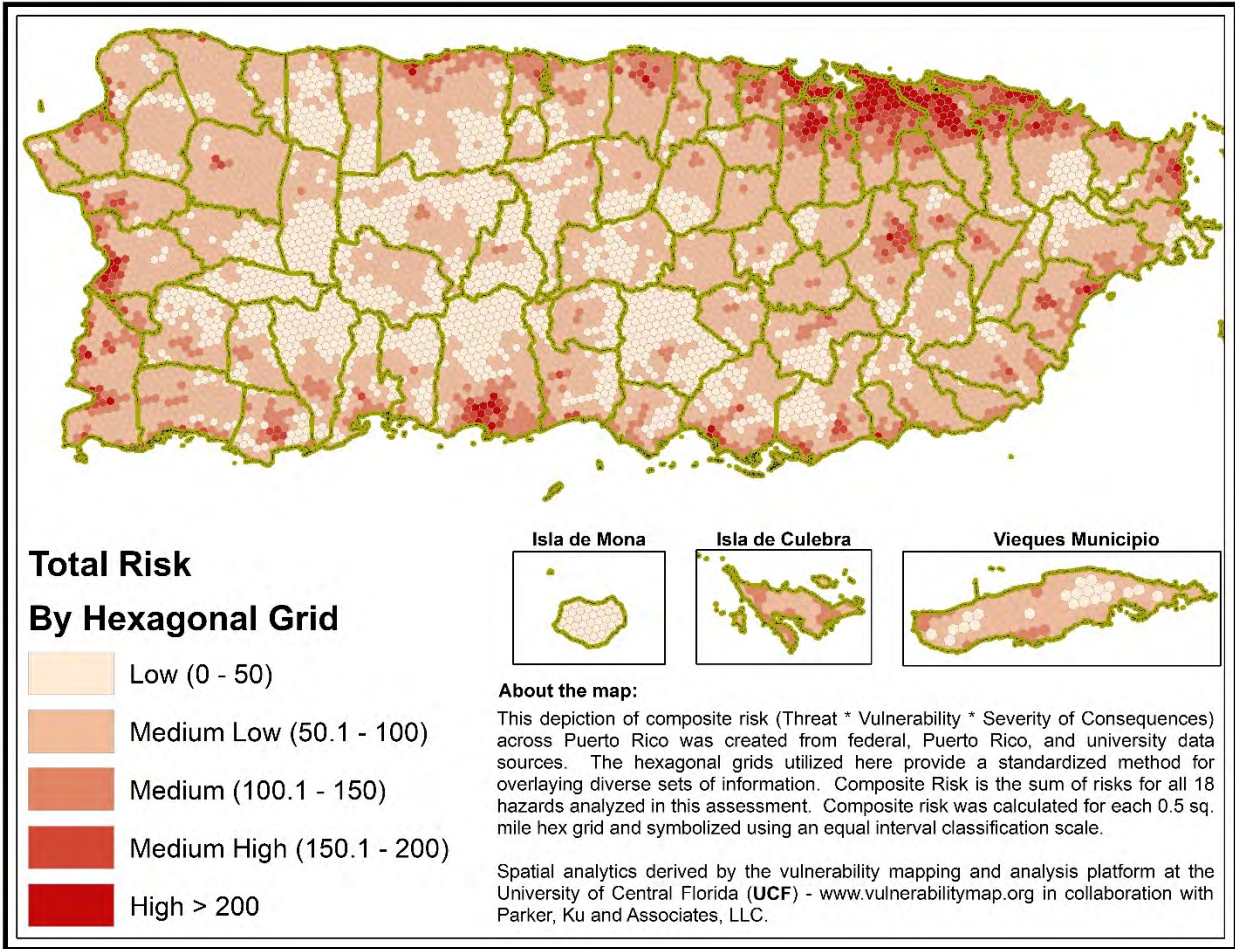 Isla de Mona
Isla de Culebra
Vieques Municipio
Total Risk
By Hexagonal Grid
Low (0 - 50)
Medium Low (50.1 - 100)
Medium (100.1 - 150)
Medium High (150.1 - 200)
High > 200
About the map:
This depiction of composite risk (Threat * Vulnerability * Severity of Consequences)
across Puerto Rico was created from federal, Puerto Rico, and university data
sources. The hexagonal grids utilized here provide a standardized method for
overlaying diverse sets of information. Composite Risk is the sum of risks for all 18
hazards analyzed in this assessment. Composite risk was calculated for each 0.5 sq.
mile hex grid and symbolized using an equal interval classification scale.
Spatial analytics derived by the vulnerability mapping and analysis platform at the
University of Central Florida (UCF) - www.vulnerabilitymap.org in collaboration with
Parker, Ku and Associates, LLC.